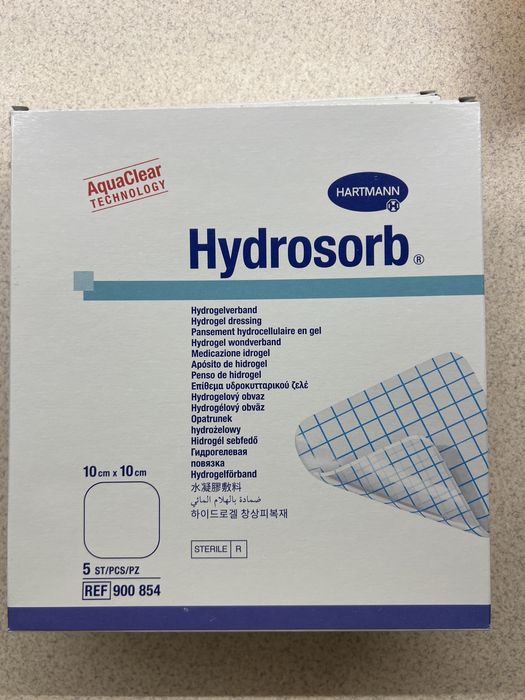 AquaClear
TECHNOLOGY
HARTMANN
Hydrosorb®
Hydrogelverband
Hydrogel dressing
Pansement hydrocellulaire en gel
Hydrogel wondverband
Medicazione idrogel
Apósito de hidrogel
Penso de hidrogel
Επίθεμα υδροκυτταρικού ζελέ
Hydrogelový obvaz
Hydrogélový obväz
Opatrunek
hydrożelowy
Hidrogél sebfedő
Гидрогелевая
повязка
Hydrogelförband
水凝膠敷料
ضمادة بالهلام المائي
하이드로겔 창상피복재
10 cm x 10 cm
5 ST/PCS/PZ
REF 900 854
STERILE R